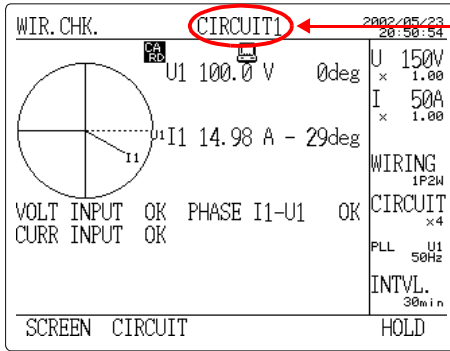 WIR.CHK. CIRCUIT1 2002/05/23
20:50:54
CA
RD
U1 100.0 V 0deg
U 150V
× 1.00
I1 14.98 A - 29deg
I 50A
× 1.00
U1
I1
WIRING
1P2W
VOLT INPUT OK PHASE I1-U1 OK
CURR INPUT OK
CIRCUIT
×4
PLL U1
50Hz
INTVL.
30min
SCREEN CIRCUIT HOLD